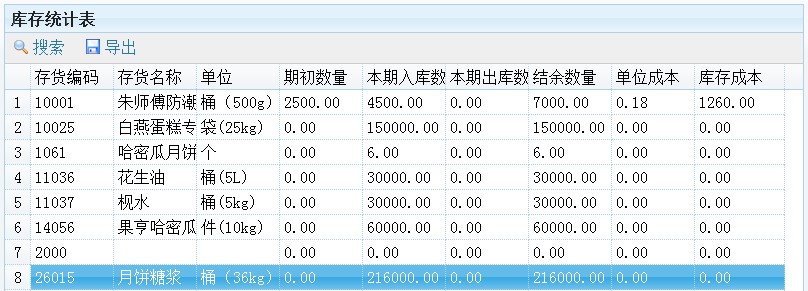 库存统计表
搜索 导出
存货编码 存货名称 单位 期初数量 本期入库数 本期出库数 结余数量 单位成本 库存成本
1 10001 朱师傅防潮 桶（500g） 2500.00 4500.00 0.00 7000.00 0.18 1260.00
2 10025 白燕蛋糕专 袋(25kg) 0.00 150000.00 0.00 150000.00 0.00 0.00
3 1061 哈密瓜月饼 个 0.00 6.00 0.00 6.00 0.00 0.00
4 11036 花生油 桶(5L) 0.00 30000.00 0.00 30000.00 0.00 0.00
5 11037 枧水 桶(5kg) 0.00 30000.00 0.00 30000.00 0.00 0.00
6 14056 果亨哈密瓜 件(10kg) 0.00 60000.00 0.00 60000.00 0.00 0.00
7 2000 0.00 0.00 0.00 0.00 0.00 0.00
8 26015 月饼糖浆 桶（36kg） 0.00 216000.00 0.00 216000.00 0.00 0.00